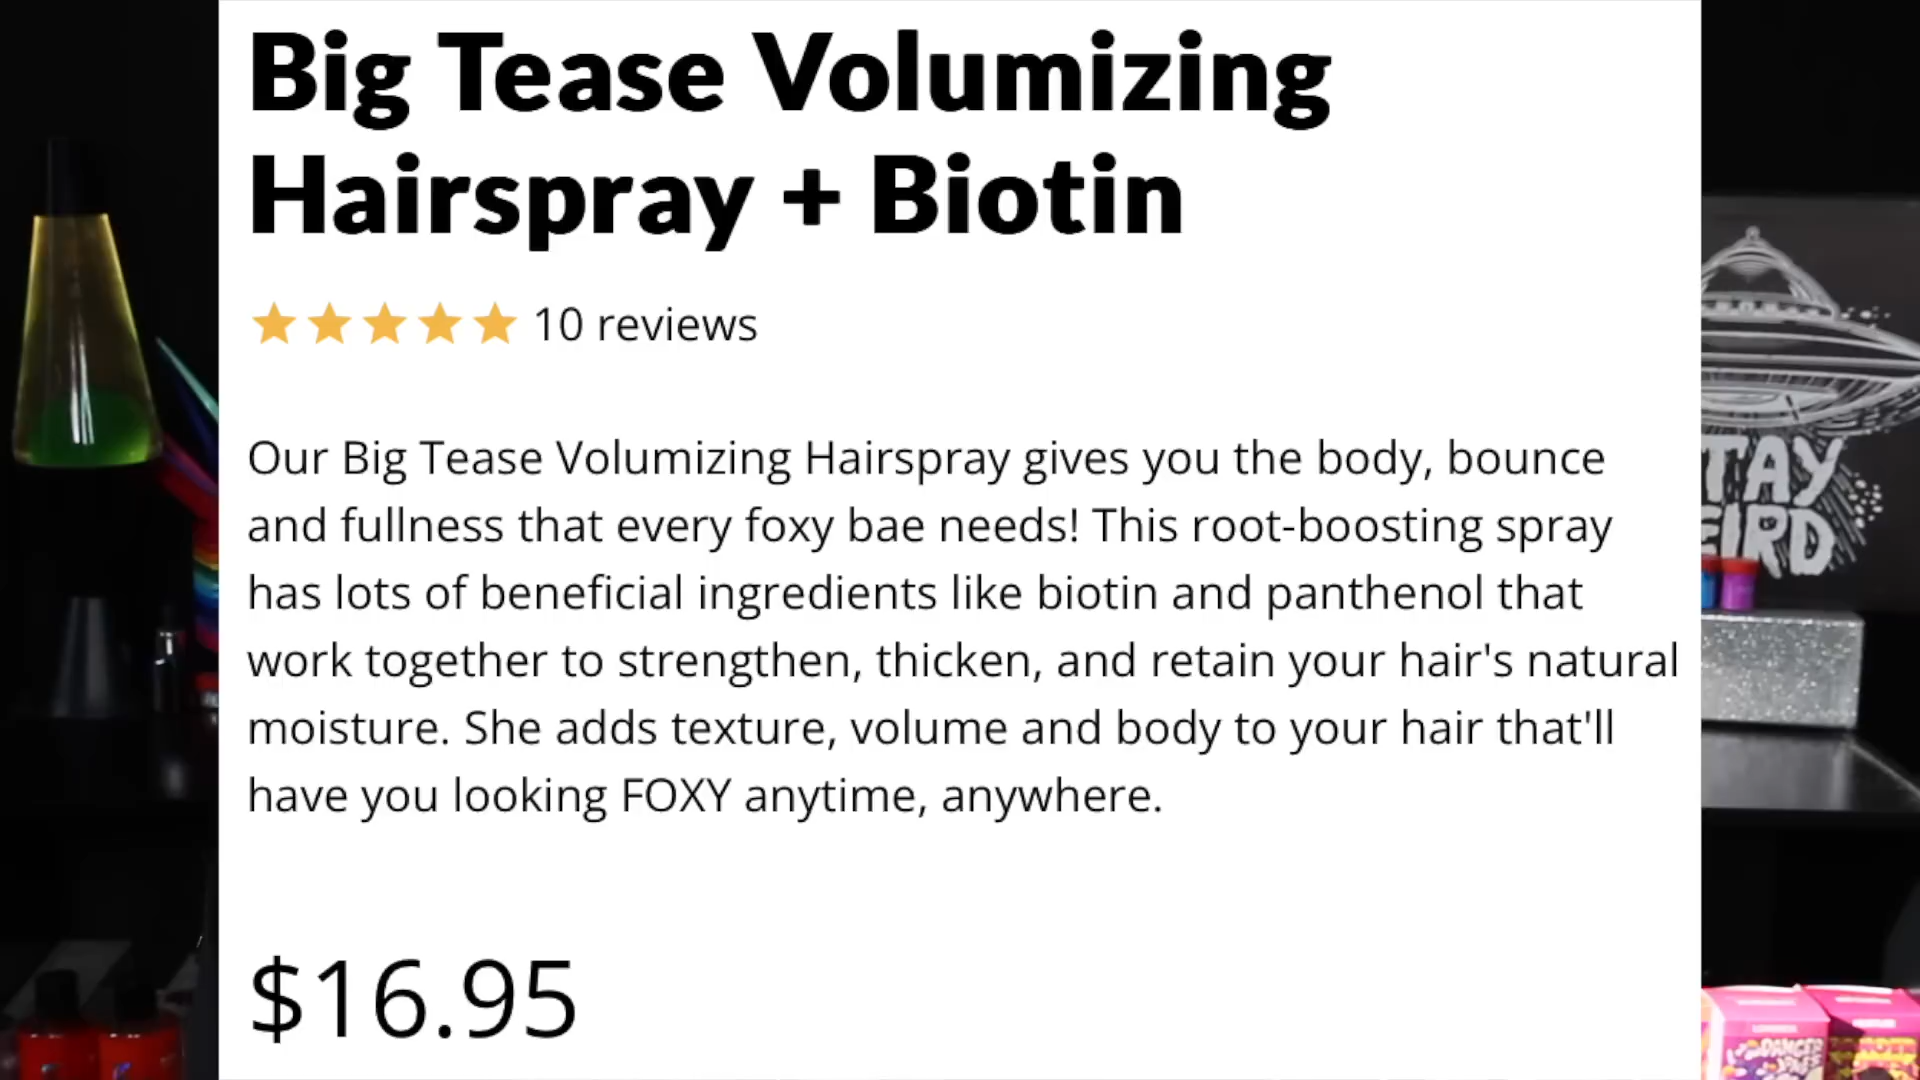 Big Tease Volumizing
Hairspray + Biotin
10 reviews
Our Big Tease Volumizing Hairspray gives you the body, bounce
and fullness that every foxy bae needs! This root-boosting spray
has lots of beneficial ingredients like biotin and panthenol that
work together to strengthen, thicken, and retain your hair's natural
moisture. She adds texture, volume and body to your hair that'll
have you looking FOXY anytime, anywhere.
$16.95
TAY
EIRD